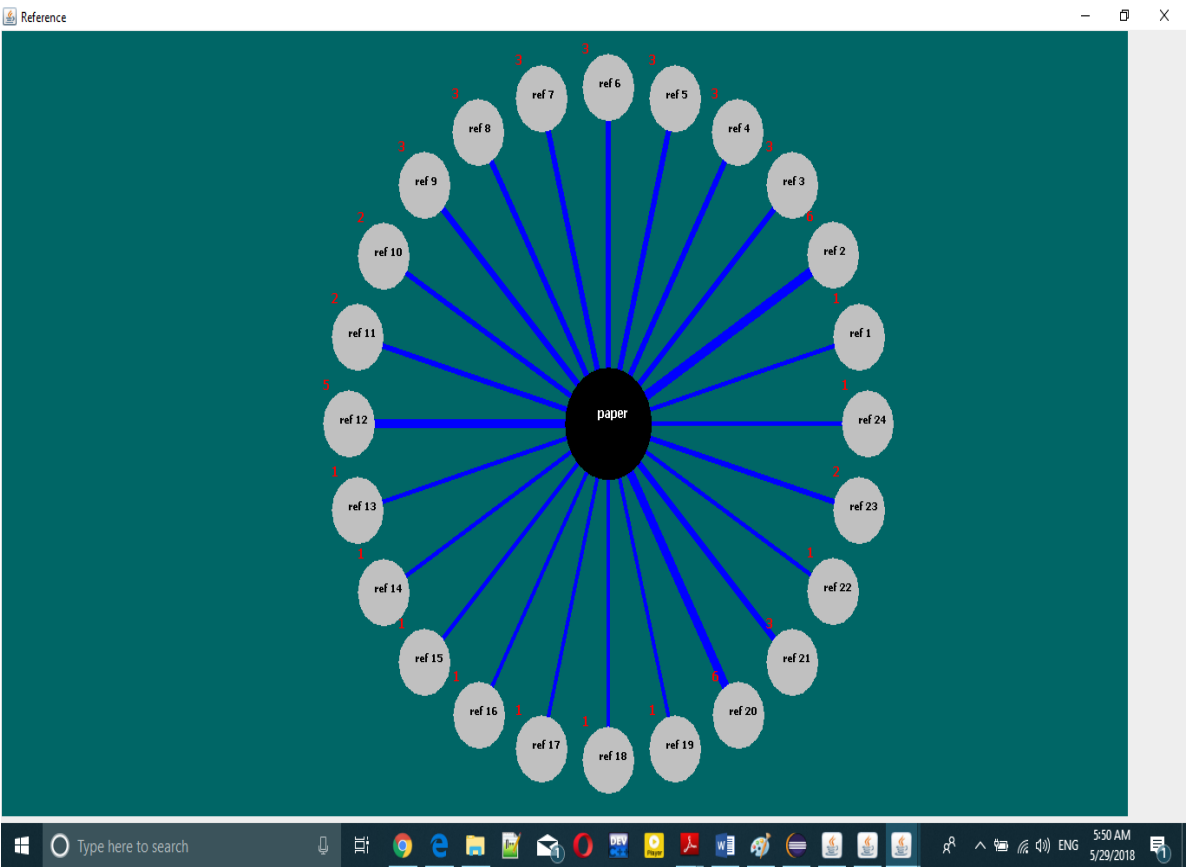 Reference
3
ref 6
3
ref 7
3
ref 5
3
ref 8
3
ref 4
3
ref 9
3
ref 3
2
ref 10
6
ref 2
2
ref 11
1
ref 1
5
ref 12
paper
1
ref 24
1
ref 13
2
ref 23
1
ref 14
1
ref 22
1
ref 15
ref 21
1
ref 16
6
ref 20
1
ref 17
1
ref 19
1
ref 18
Type here to search
DEV
Player
ENG
5:50 AM
5/29/2018
1